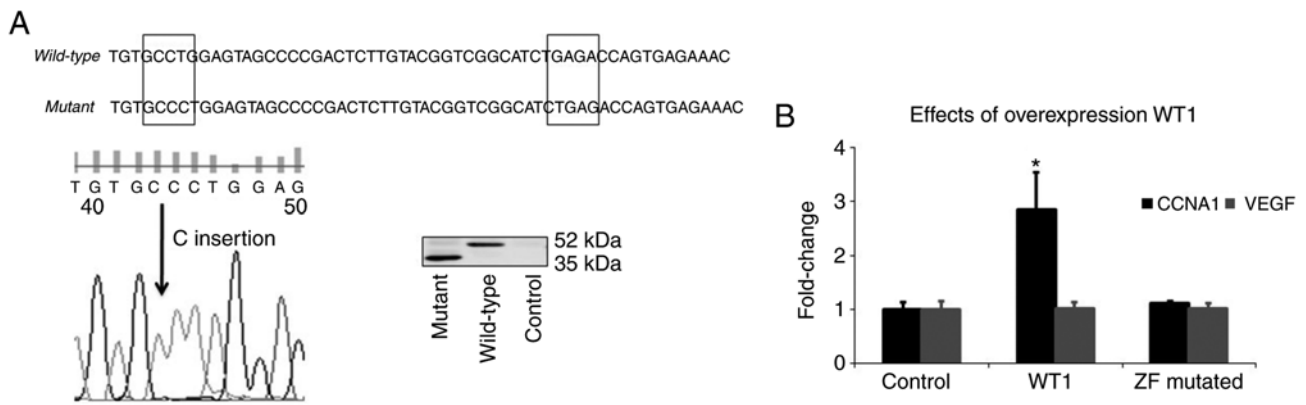 A
Wild-type TGTGCCTGGAGTAGCCCCGACTCTTGTACGGTCGGCATCTGAGACCAGTGAGAAAC
Mutant TGTGCCCTGGAGTAGCCCCGACTCTTGTACGGTCGGCATCTGAGACCAGTGAGAAAC
T G T G C C C T G G A G
40 50
C insertion
52 kDa
35 kDa
Mutant
Wild-type
Control
B
Effects of overexpression WT1
*
CCNA1 VEGF
Fold-change
4
3
2
1
0
Control WT1 ZF mutated